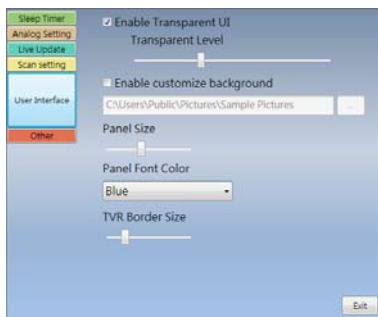 Sleep Timer
Analog Setting
Live Update
Scan setting
User Interface
Other
Enable Transparent UI
Transparent Level
Enable customize background
C:\Users\Public\Pictures\Sample Pictures
...
Panel Size
Panel Font Color
Blue
TVR Border Size
Exit